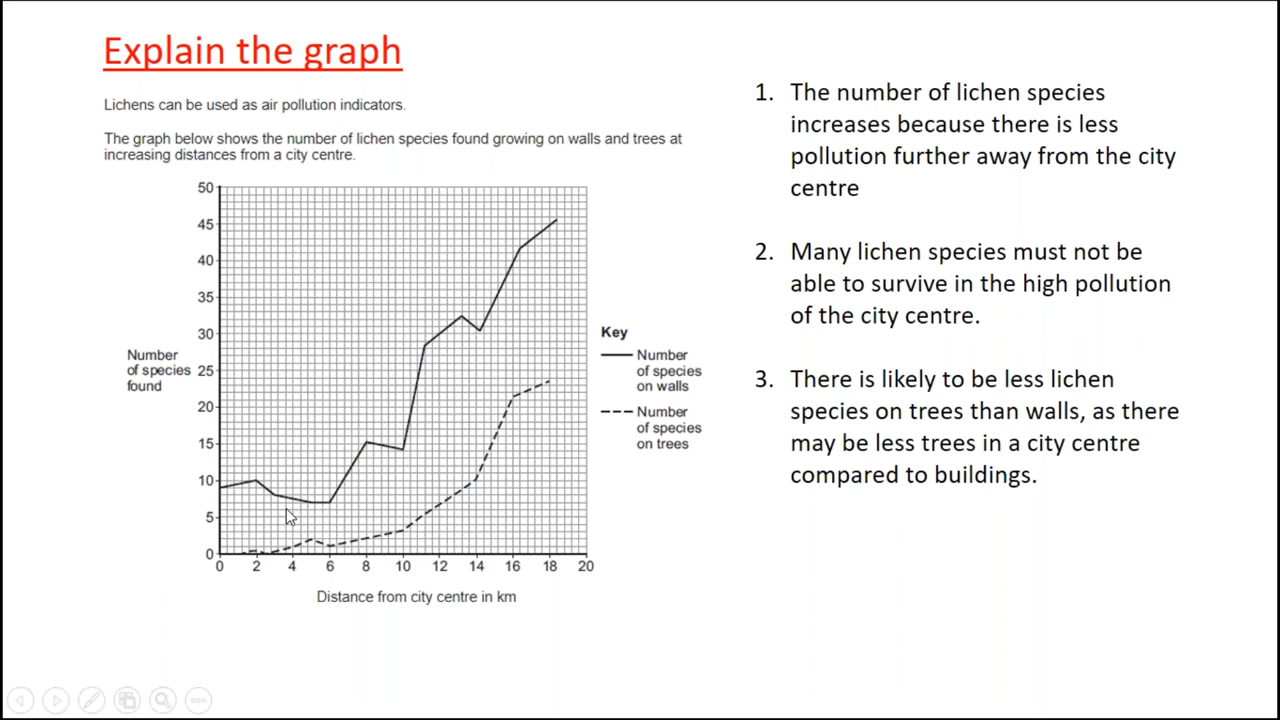 Explain the graph
Lichens can be used as air pollution indicators.
The graph below shows the number of lichen species found growing on walls and trees at
increasing distances from a city centre.
50
45
40
35
30
25
20
15
10
5
0
Number
of species
found
0 2 4 6 8 10 12 14 16 18 20
Distance from city centre in km
Key
Number
of species
on walls
Number
of species
on trees
1. The number of lichen species
increases because there is less
pollution further away from the city
centre
2. Many lichen species must not be
able to survive in the high pollution
of the city centre.
3. There is likely to be less lichen
species on trees than walls, as there
may be less trees in a city centre
compared to buildings.